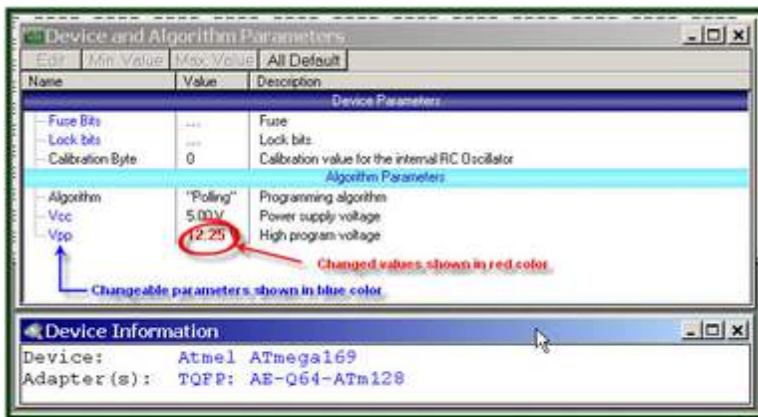 Device and Algorithm Parameters
Edit Min Value Max Value All Default
Name Value Description
Device Parameters
Fuse Bits .... Fuse
Lock bits .... Lock bits
Calibration Byte 0 Calibration value for the internal RC Oscillator
Algorithm Parameters
Algorithm "Polling" Programming algorithm
Vcc 5.00 V Power supply voltage
Vpp 12.25 High program voltage
Changed values shown in red color
Changeable parameters shown in blue color
Device Information
Device: Atmel ATmega169
Adapter(s): TQFP: AE-Q64-ATm128